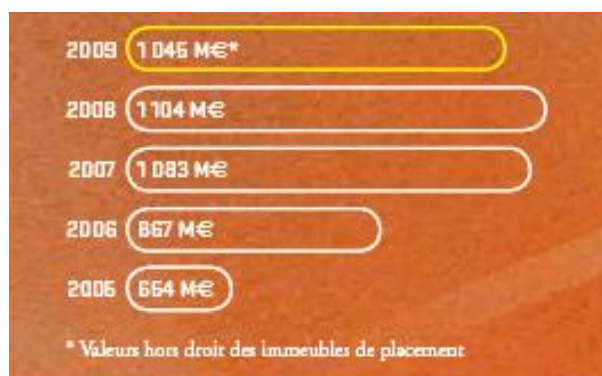 2009 1 046 M€*
2008 1 104 M€
2007 1 083 M€
2006 867 M€
2005 664 M€
* Valeurs hors droit des immeubles de placement